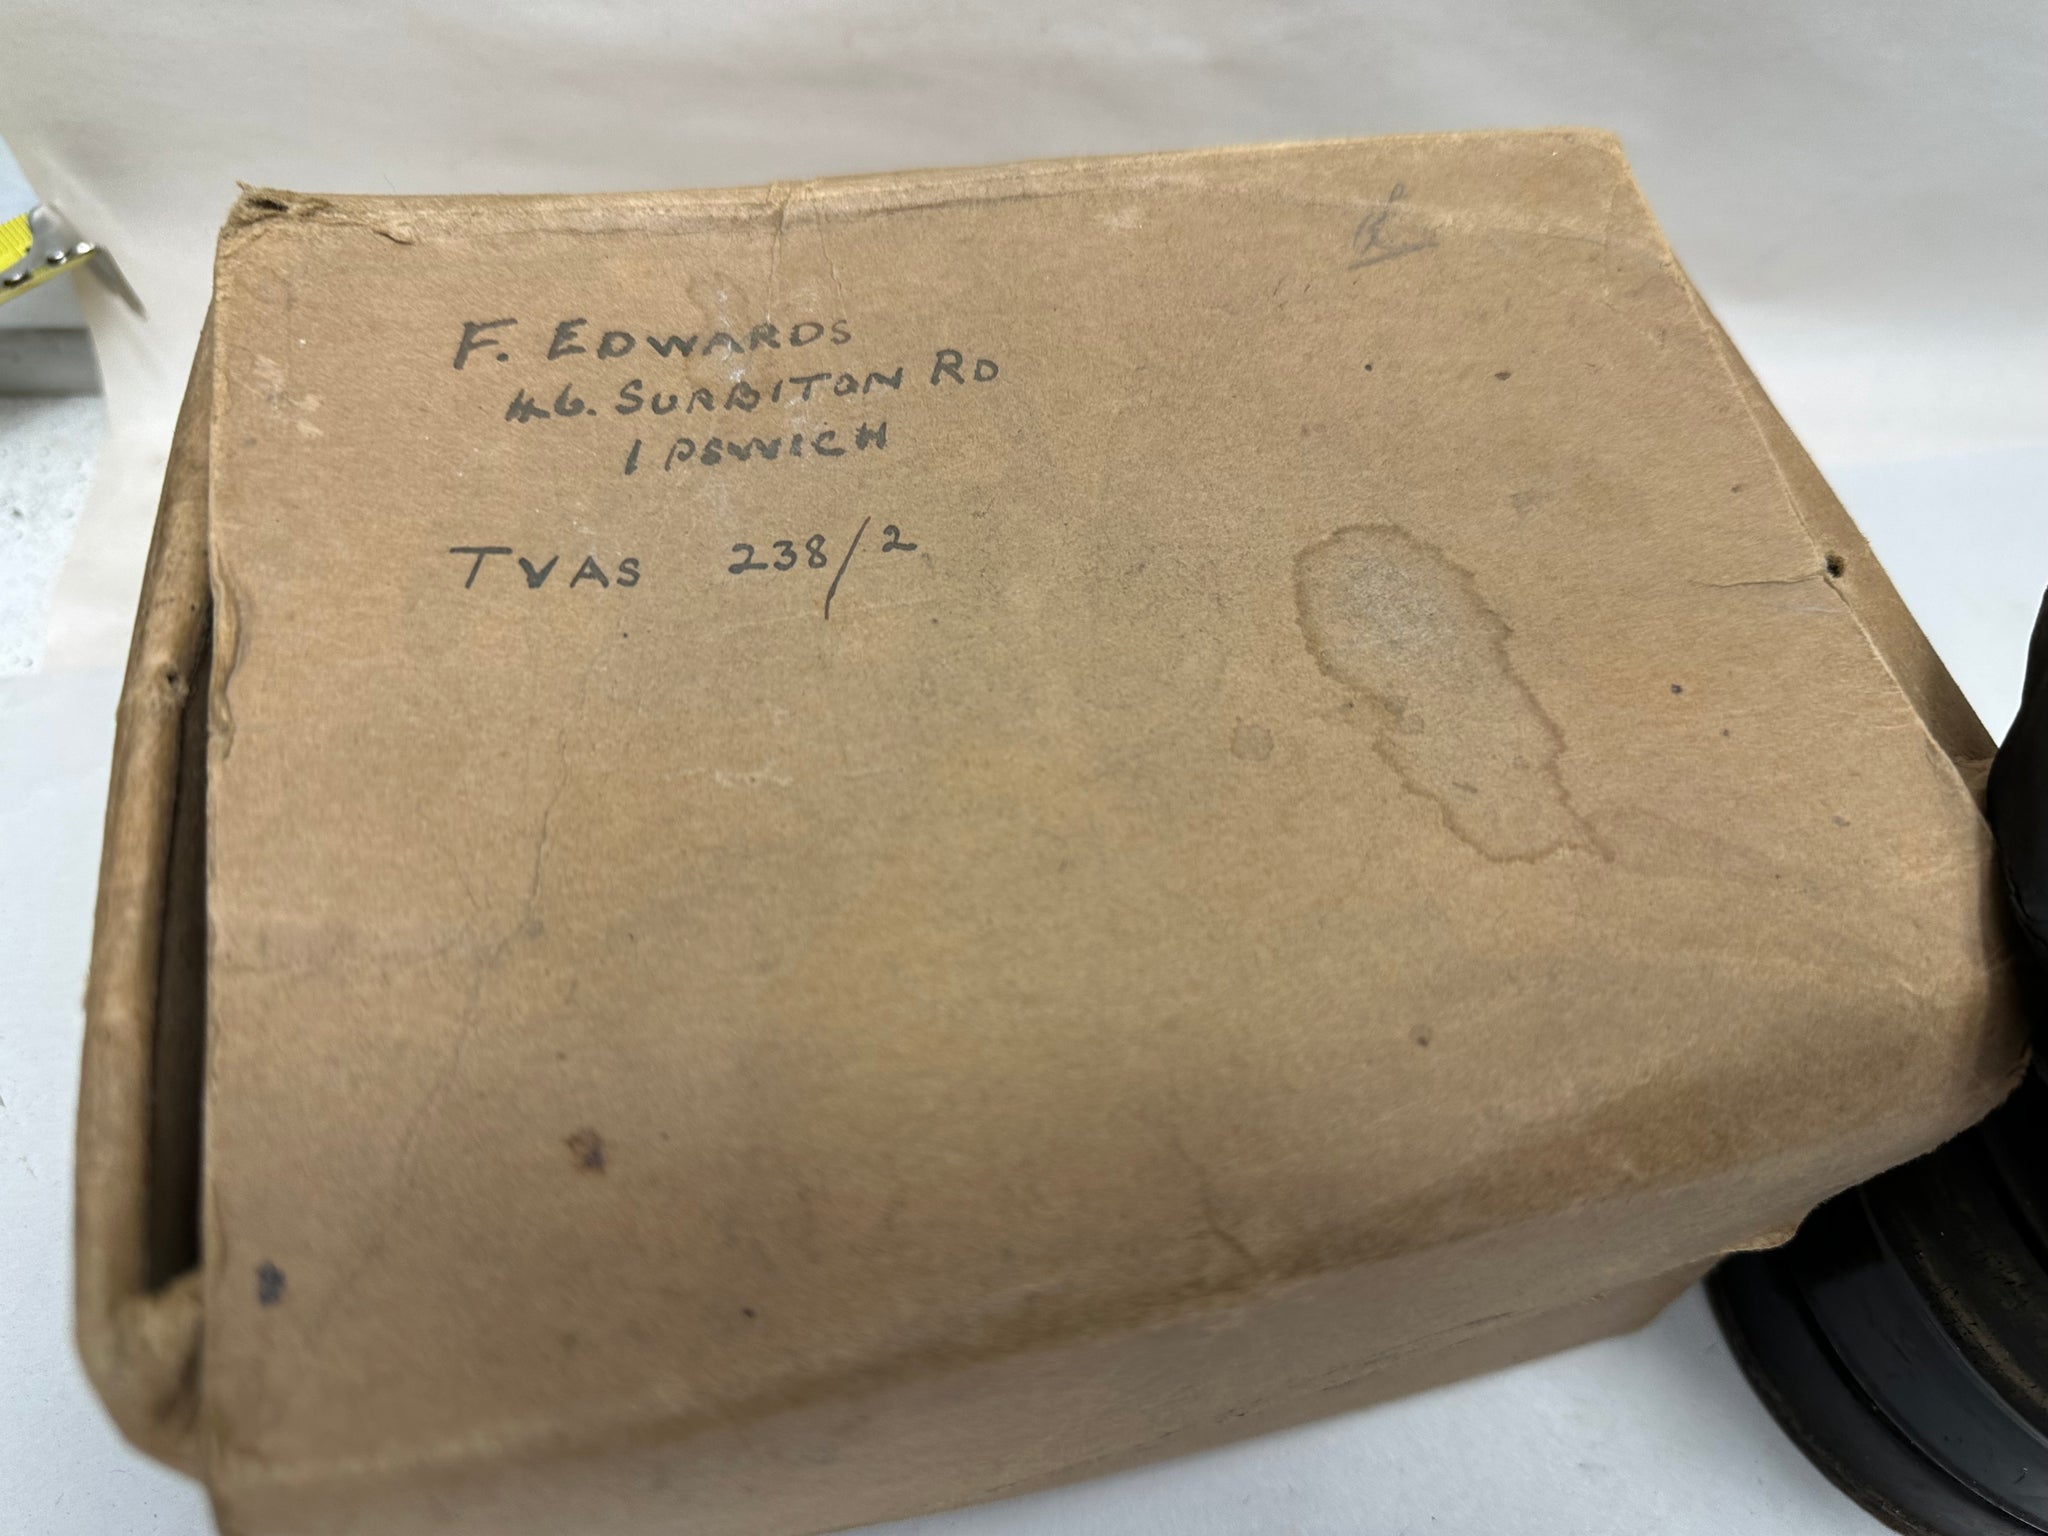 F. EDWARDS
46. SURBITON RD
IPSWICH
TVAS 238/2